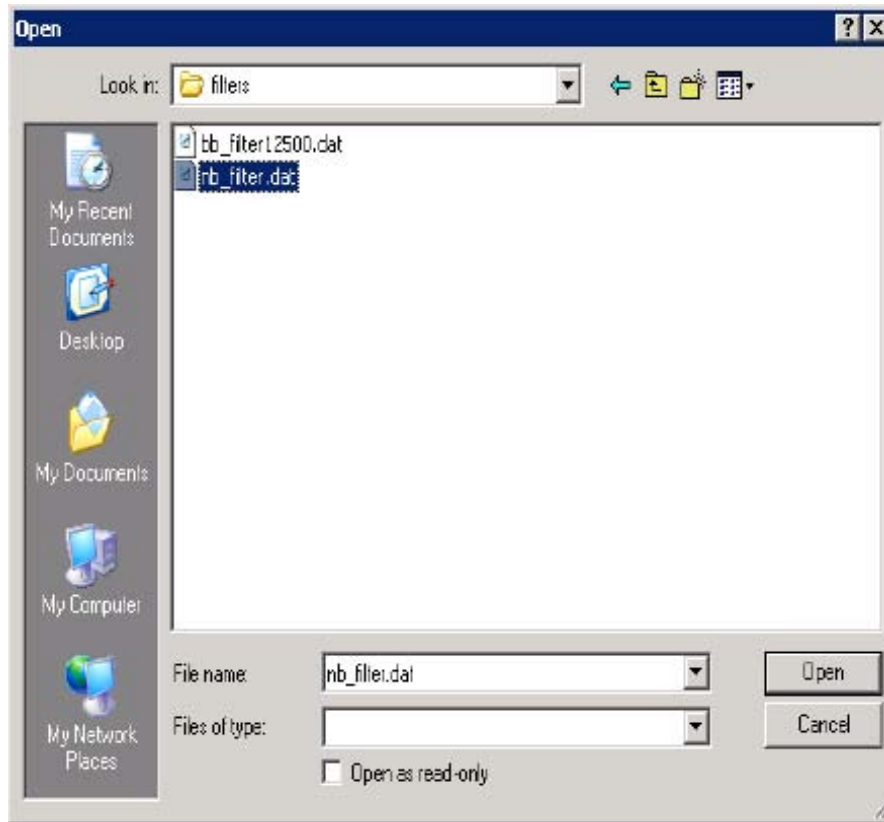 Open
Look in:
filters
bb_filter12500.dat
nb_filter.dat
My Recent
Documents
Desktop
My Documents
My Computer
My Network
Places
File name:
nb_filter.dat
Open
Files of type:
Cancel
Open as read-only